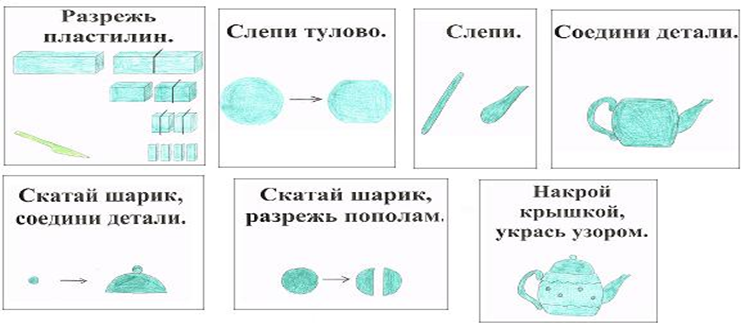 Разрежь
пластилин.
Слепи тулово.
Слепи.
Соедини детали.
Скатай шарик,
соедини детали.
Скатай шарик,
разрежь пополам.
Накрой
крышкой,
укрась узором.